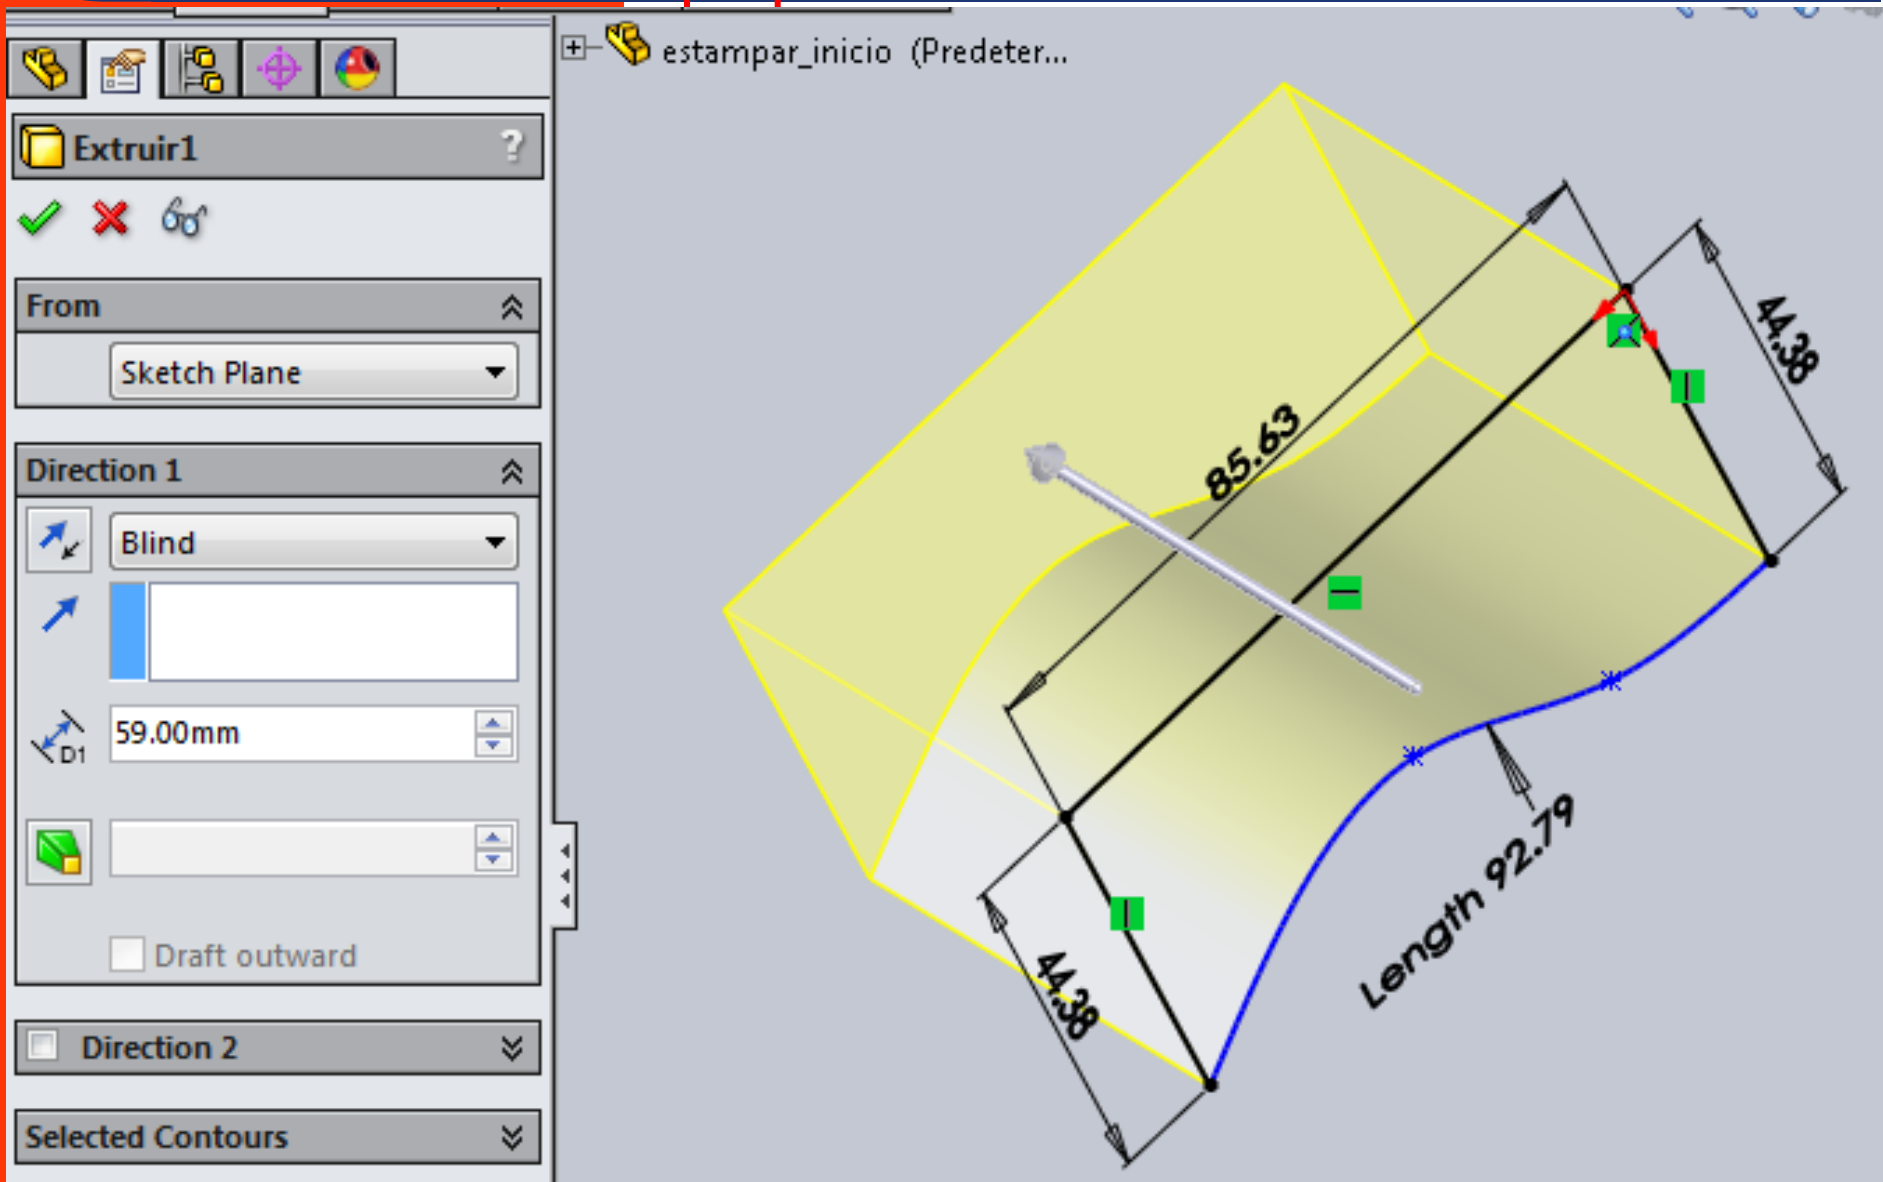 estampar_inicio (Predeter...
Extruir1
?
From
Sketch Plane
Direction 1
Blind
D1
59.00mm
Draft outward
Direction 2
Selected Contours
85.63
44.38
44.38
Length 92.79